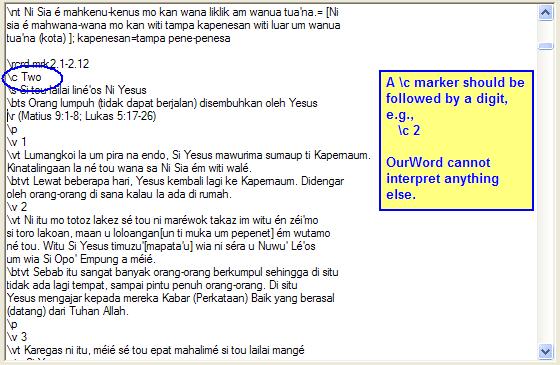 \nt Ni Sia é mahkenu-kenus mo kan wana liklik am wanua tua'na.= [Ni
sia é mahwana-wana mo kan witi tampa kapenesan witi luar um wanua
tua'na (kota) ]; kapenesan=tampa pene-penesa
\rcrd mrk2.1-2.12
\c Two
\s Si tou lailai liné'os Ni Yesus
\bts Orang lumpuh (tidak dapat berjalan) disembuhkan oleh Yesus
\r (Matius 9:1-8; Lukas 5:17-26)
\p
\v 1
\vt Lumangkoi la um pira na endo, Si Yesus mawurima sumaup ti Kapernaum.
Kinatalingaan la né tou wana sa Ni Sia ém witi walé.
\btvt Lewat beberapa hari, Yesus kembali lagi ke Kapernaum. Didengar
oleh orang-orang di sana kalau Ia ada di rumah.
\v 2
\vt Ni itu mo totoz lakez sé tou ni maréwok takaz im witu én zéi'mo
si toro lakoan, maan u loloangan[un ti muka um pepenet] ém wutamo
né tou. Witu Si Yesus timuzu'[mapata'u] wia ni séra u Nuwu' Lé'os
um wia Si Opo' Empung a méié.
\btvt Sebab itu sangat banyak orang-orang berkumpul sehingga di situ
tidak ada lagi tempat, sampai pintu penuh orang-orang. Di situ
Yesus mengajar kepada mereka Kabar (Perkataan) Baik yang berasal
(datang) dari Tuhan Allah.
\p
\v 3
\vt Karegas ni itu, méié sé tou epat mahalimé si tou lailai mangé
A \c marker should be
followed by a digit,
e.g.,
\c 2
OurWord cannot
interpret anything
else.